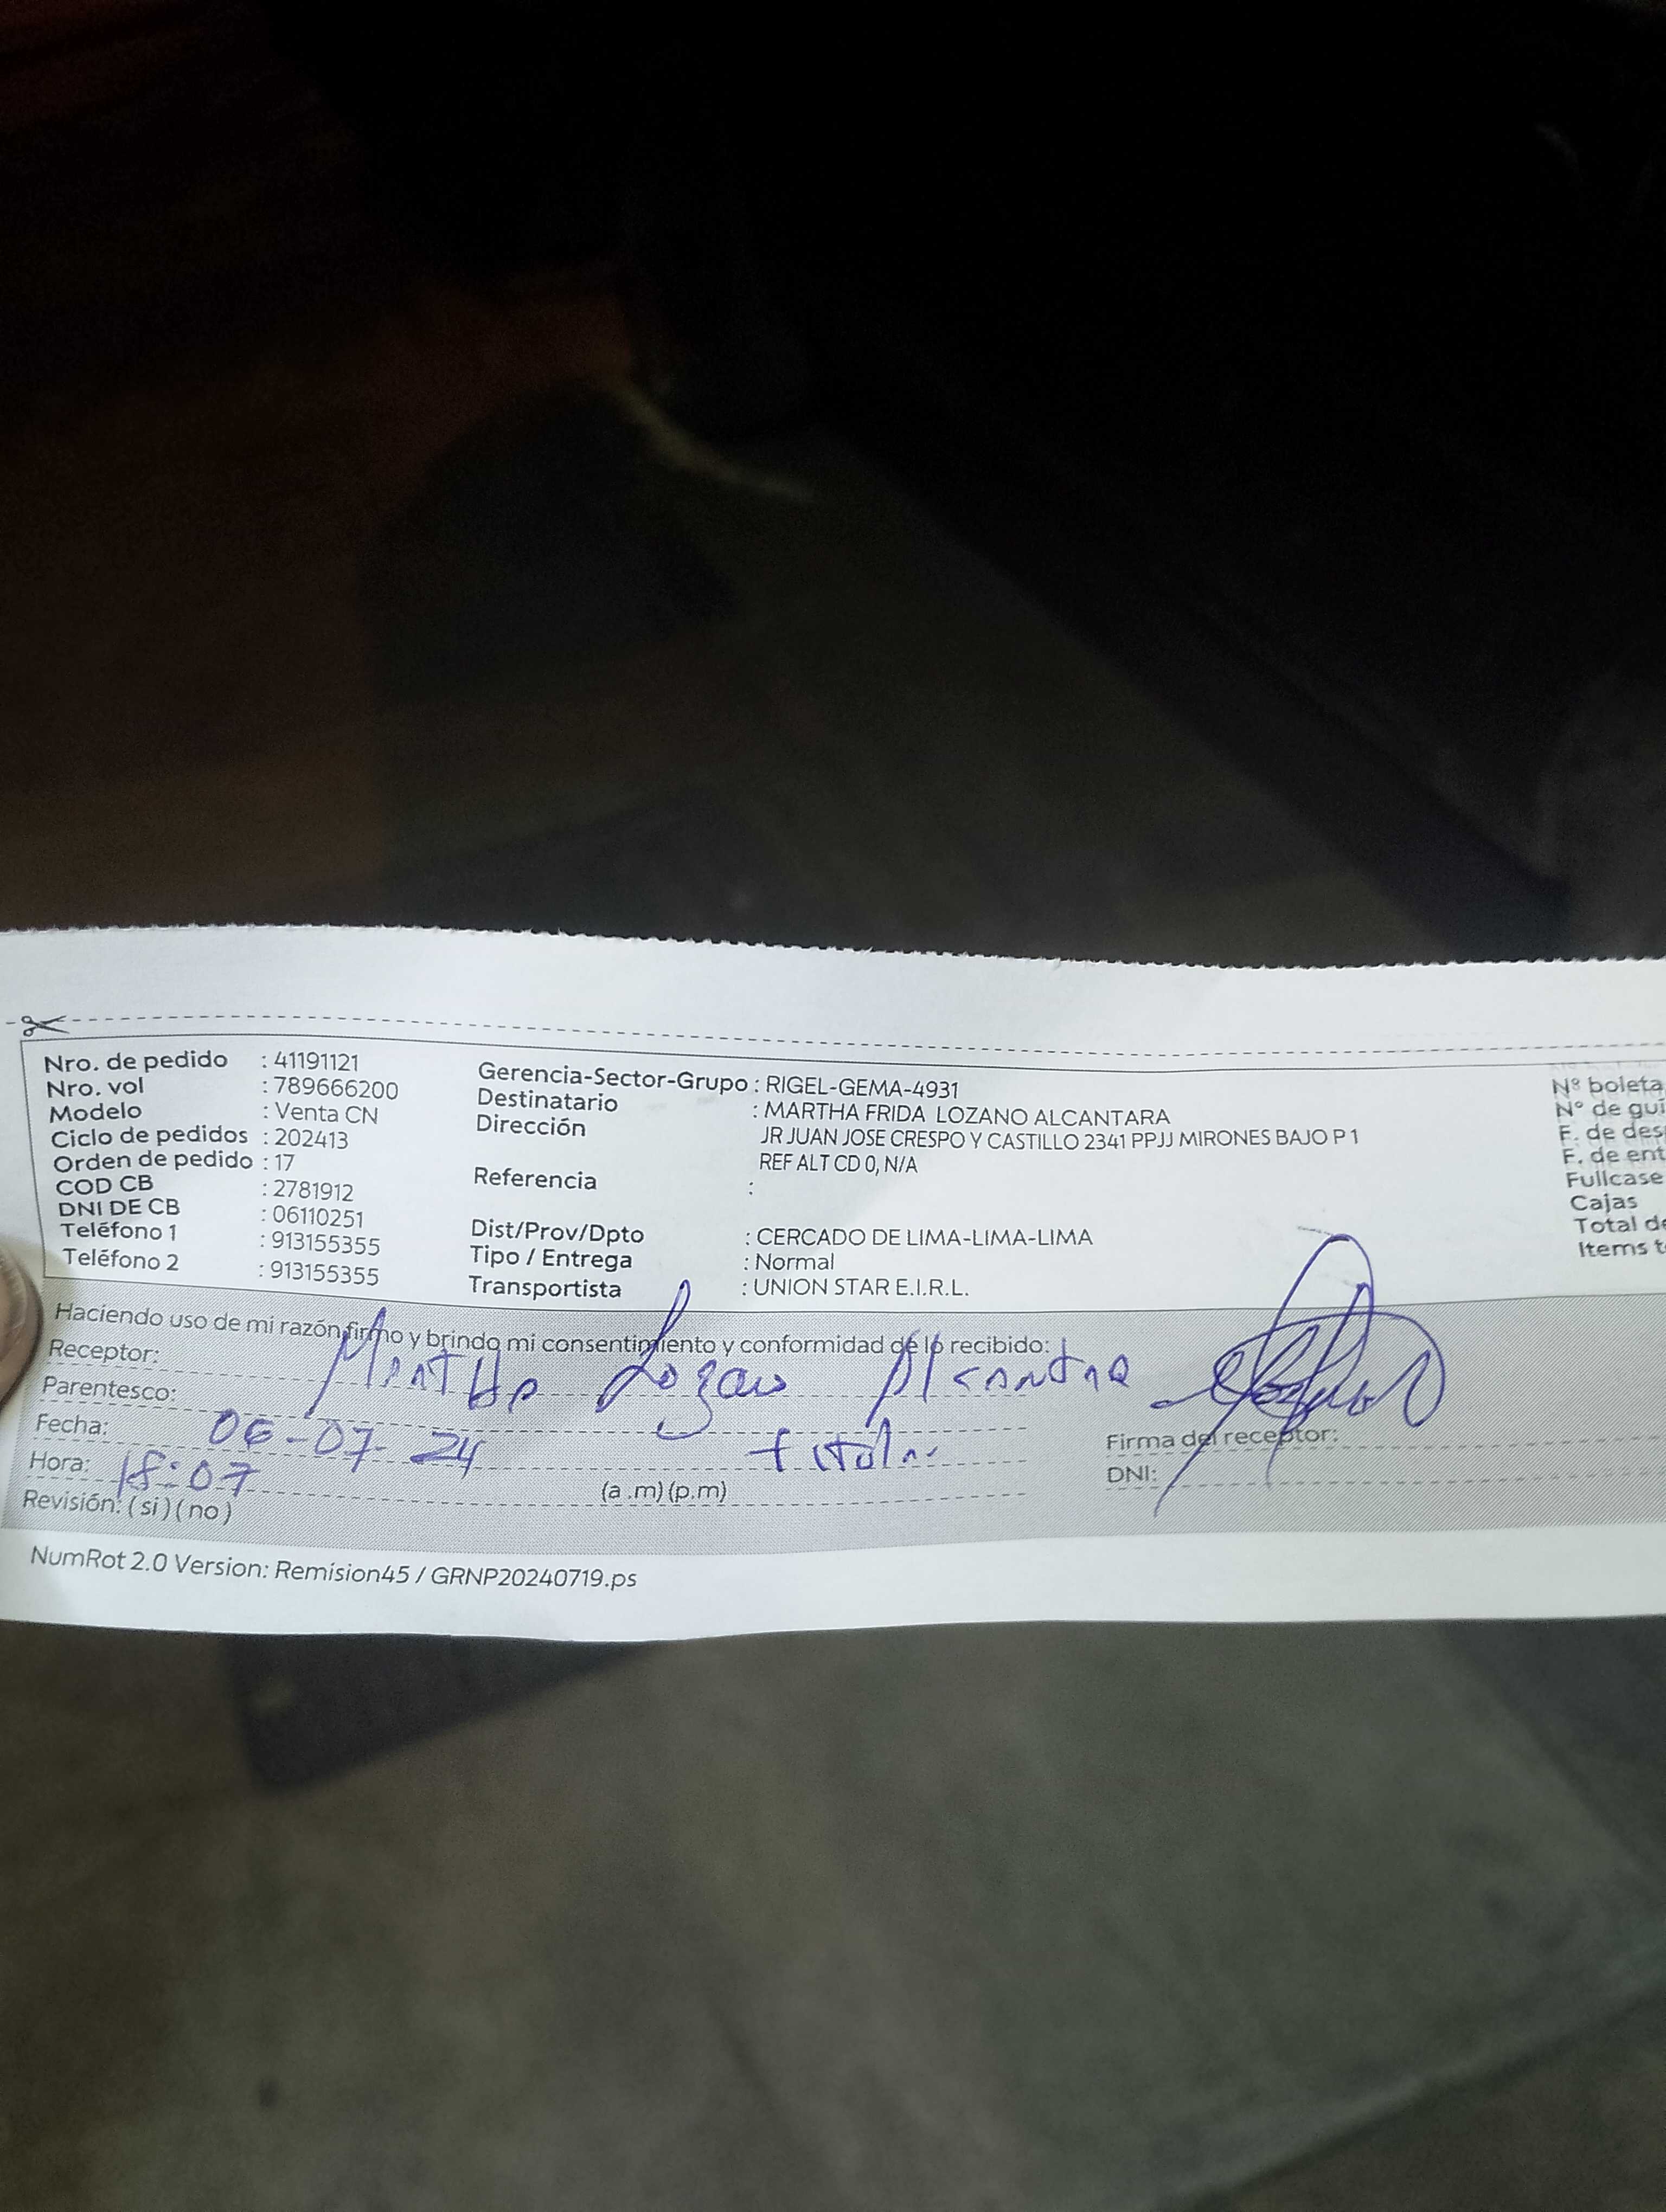 Nro. de pedido : 41191121
Nro. vol : 789666200
Modelo : Venta CN
Ciclo de pedidos : 202413
Orden de pedido : 17
COD CB : 2781912
DNI DE CB : 06110251
Teléfono 1 : 913155355
Teléfono 2 : 913155355
Gerencia-Sector-Grupo : RIGEL-GEMA-4931
Destinatario : MARTHA FRIDA LOZANO ALCANTARA
Dirección JR JUAN JOSE CRESPO Y CASTILLO 2341 PPJJ MIRONES BAJO P 1
REF ALT CD 0, N/A
Referencia :
Dist/Prov/Dpto : CERCADO DE LIMA-LIMA-LIMA
Tipo / Entrega : Normal
Transportista : UNION STAR E.I.R.L.
Nº boleta
N° de guí
F. de des
F. de ent
Fullcase
Cajas
Total de
Items t
Haciendo uso de mi razón firmo y brindo mi consentimiento y conformidad de lo recibido:
Receptor: Martha Lozano Alcantara
Parentesco: titular
Fecha: 06-07-24
Hora: 18:07 (a .m) (p.m)
Revisión: ( si ) ( no )
Firma del receptor:
DNI:
NumRot 2.0 Version: Remision45 / GRNP20240719.ps